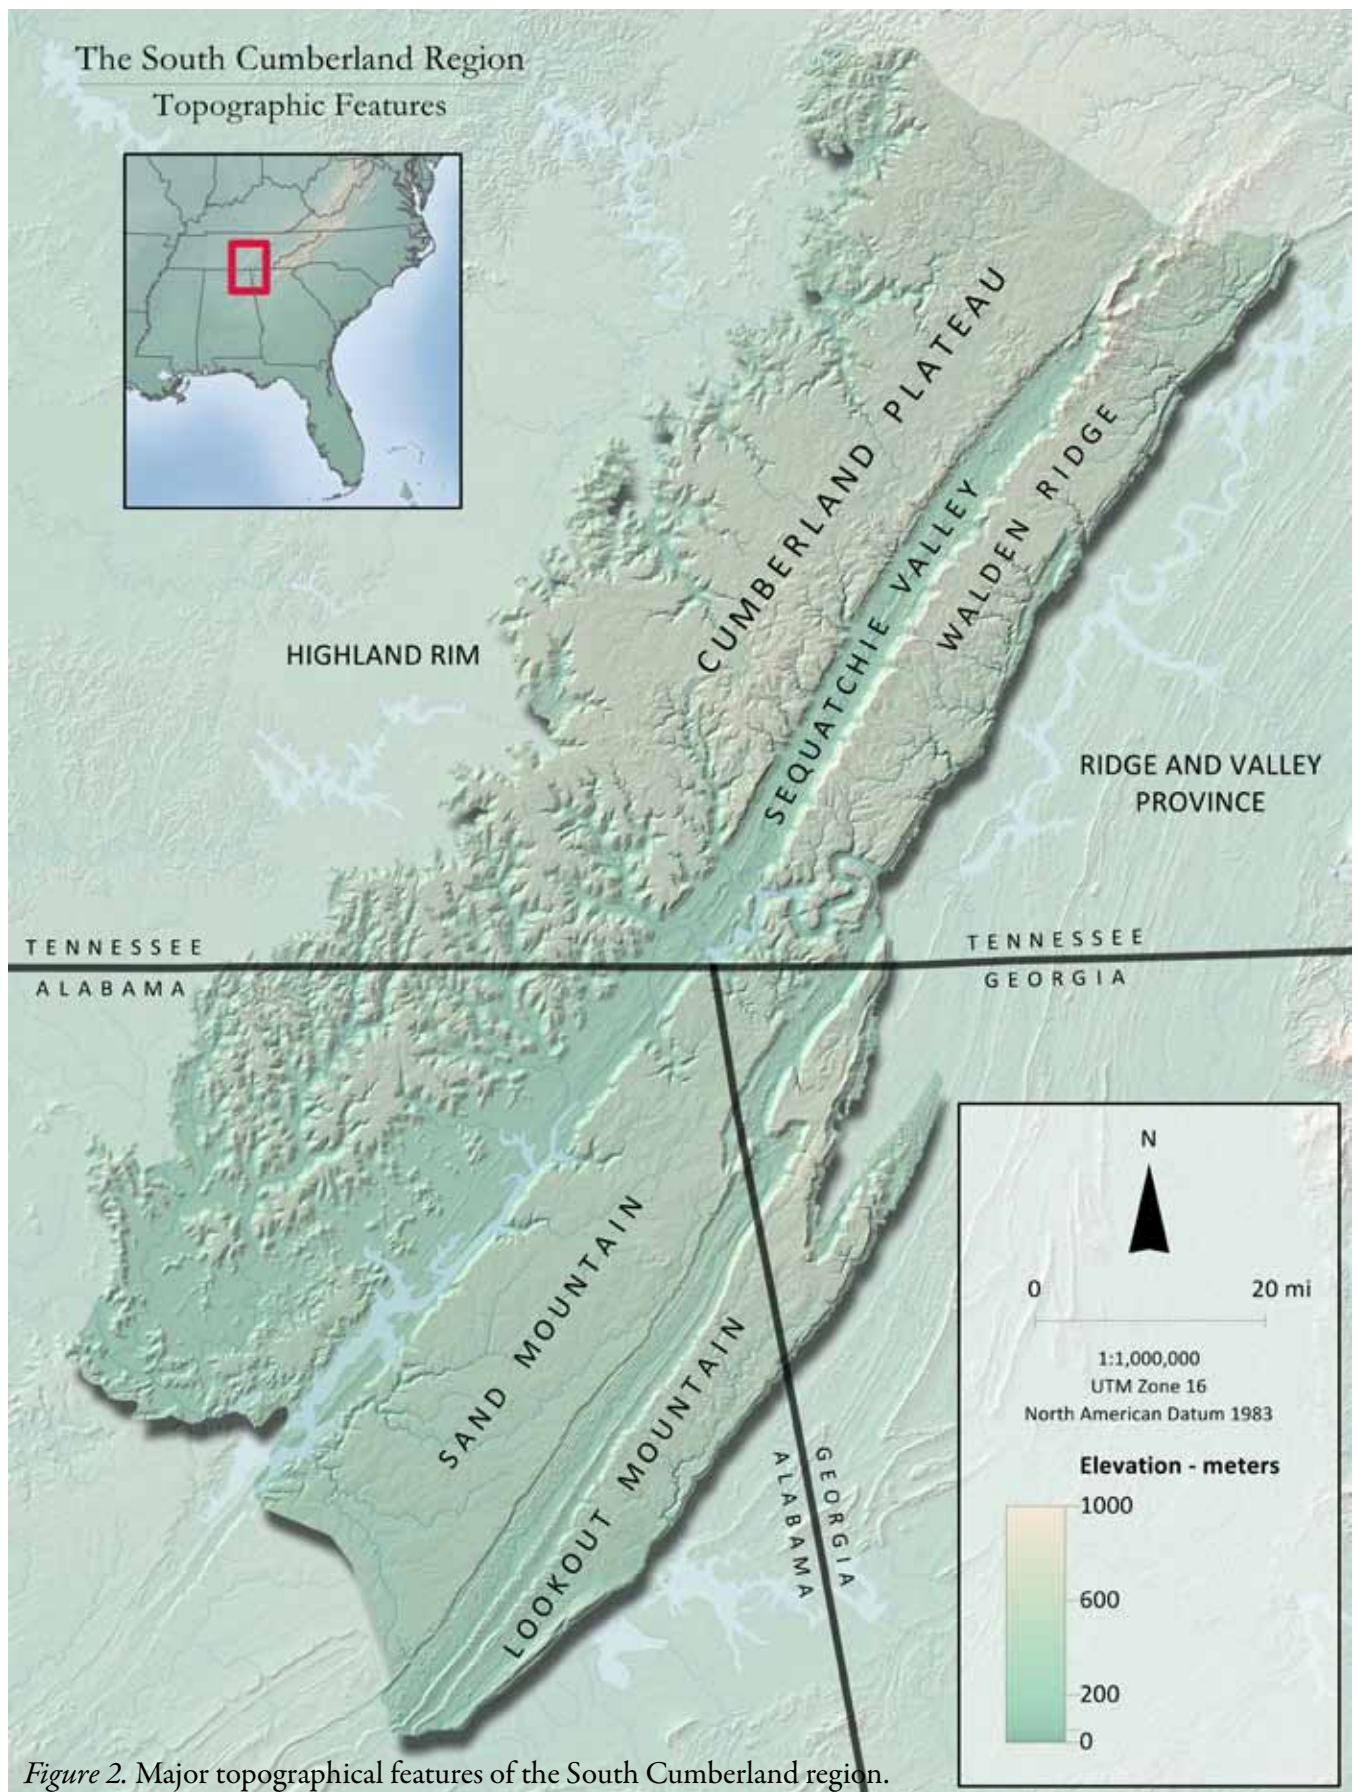 The South Cumberland Region
Topographic Features
CUMBERLAND PLATEAU
SEQUATCHIE VALLEY
WALDEN RIDGE
HIGHLAND RIM
RIDGE AND VALLEY
PROVINCE
TENNESSEE
ALABAMA
TENNESSEE
GEORGIA
SAND MOUNTAIN
LOOKOUT MOUNTAIN
GEORGIA
ALABAMA
N
0 20 mi
1:1,000,000
UTM Zone 16
North American Datum 1983
Elevation - meters
1000
600
200
0
Figure 2. Major topographical features of the South Cumberland region.